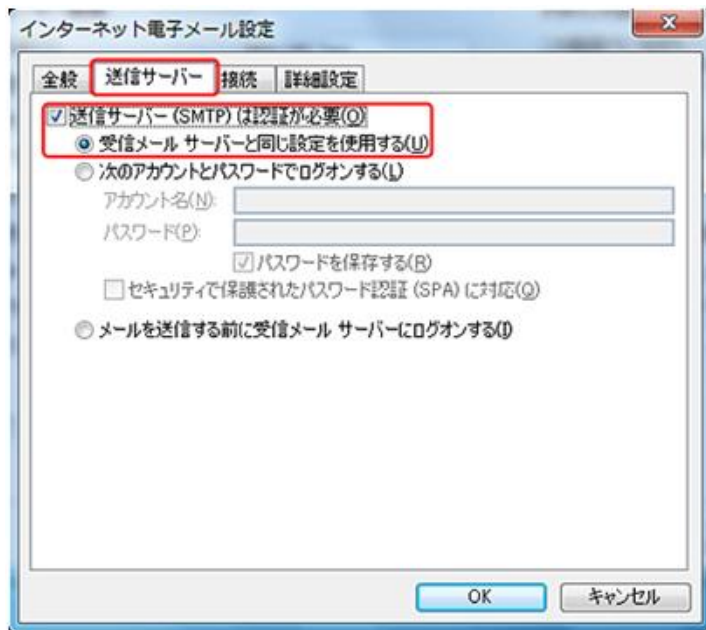 インターネット電子メール設定
全般 送信サーバー 接続 詳細設定
送信サーバー (SMTP) は認証が必要(O)
受信メール サーバーと同じ設定を使用する(U)
次のアカウントとパスワードでログオンする(L)
アカウント名(N):
パスワード(P):
パスワードを保存する(R)
セキュリティで保護されたパスワード認証 (SPA) に対応(Q)
メールを送信する前に受信メール サーバーにログオンする(I)
OK キャンセル